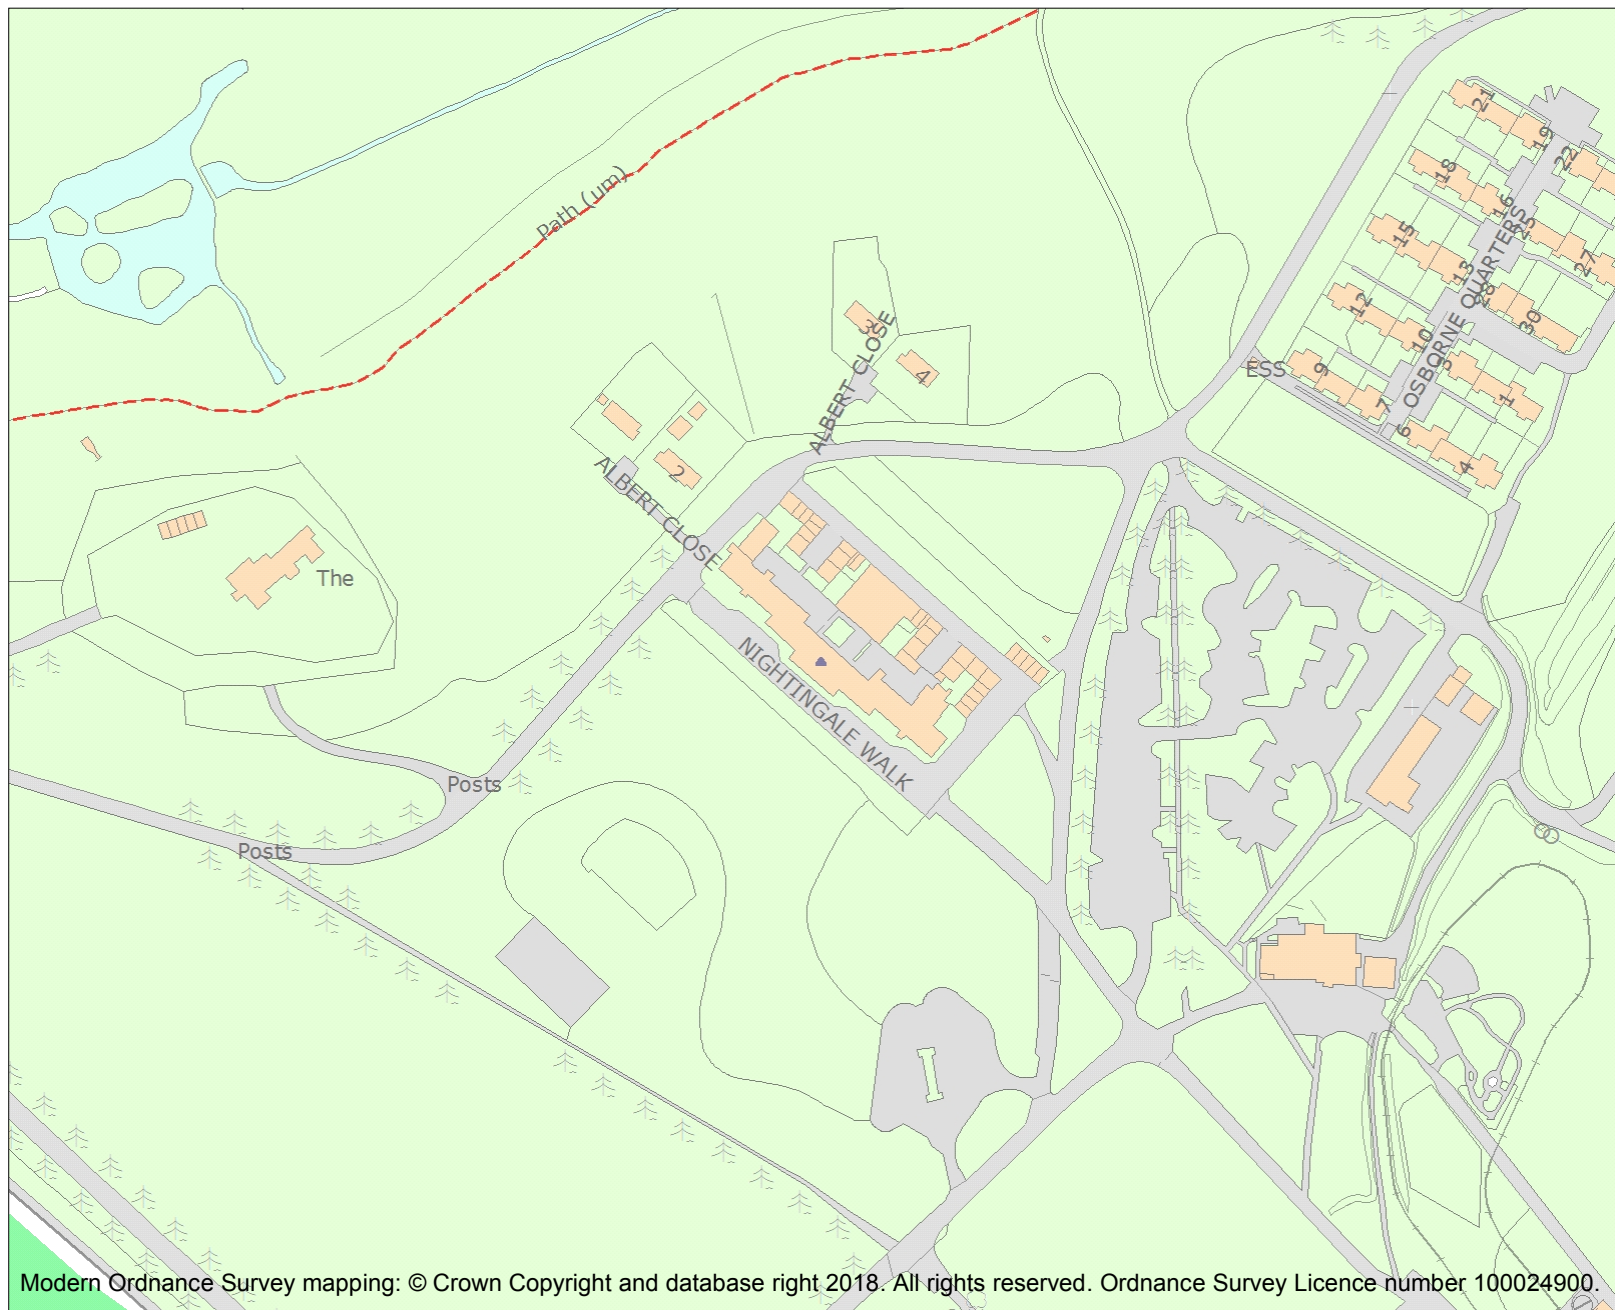 21
19
22
18
16
25
Path (um)
15
27
13
28
12
30
OSBORNE QUARTERS
3
10
ALBERT CLOSE
4
ESS
9
3
1
7
6
2
4
ALBERT CLOSE
The
NIGHTINGALE WALK
Posts
Posts
Modern Ordnance Survey mapping: © Crown Copyright and database right 2018. All rights reserved. Ordnance Survey Licence number 100024900.